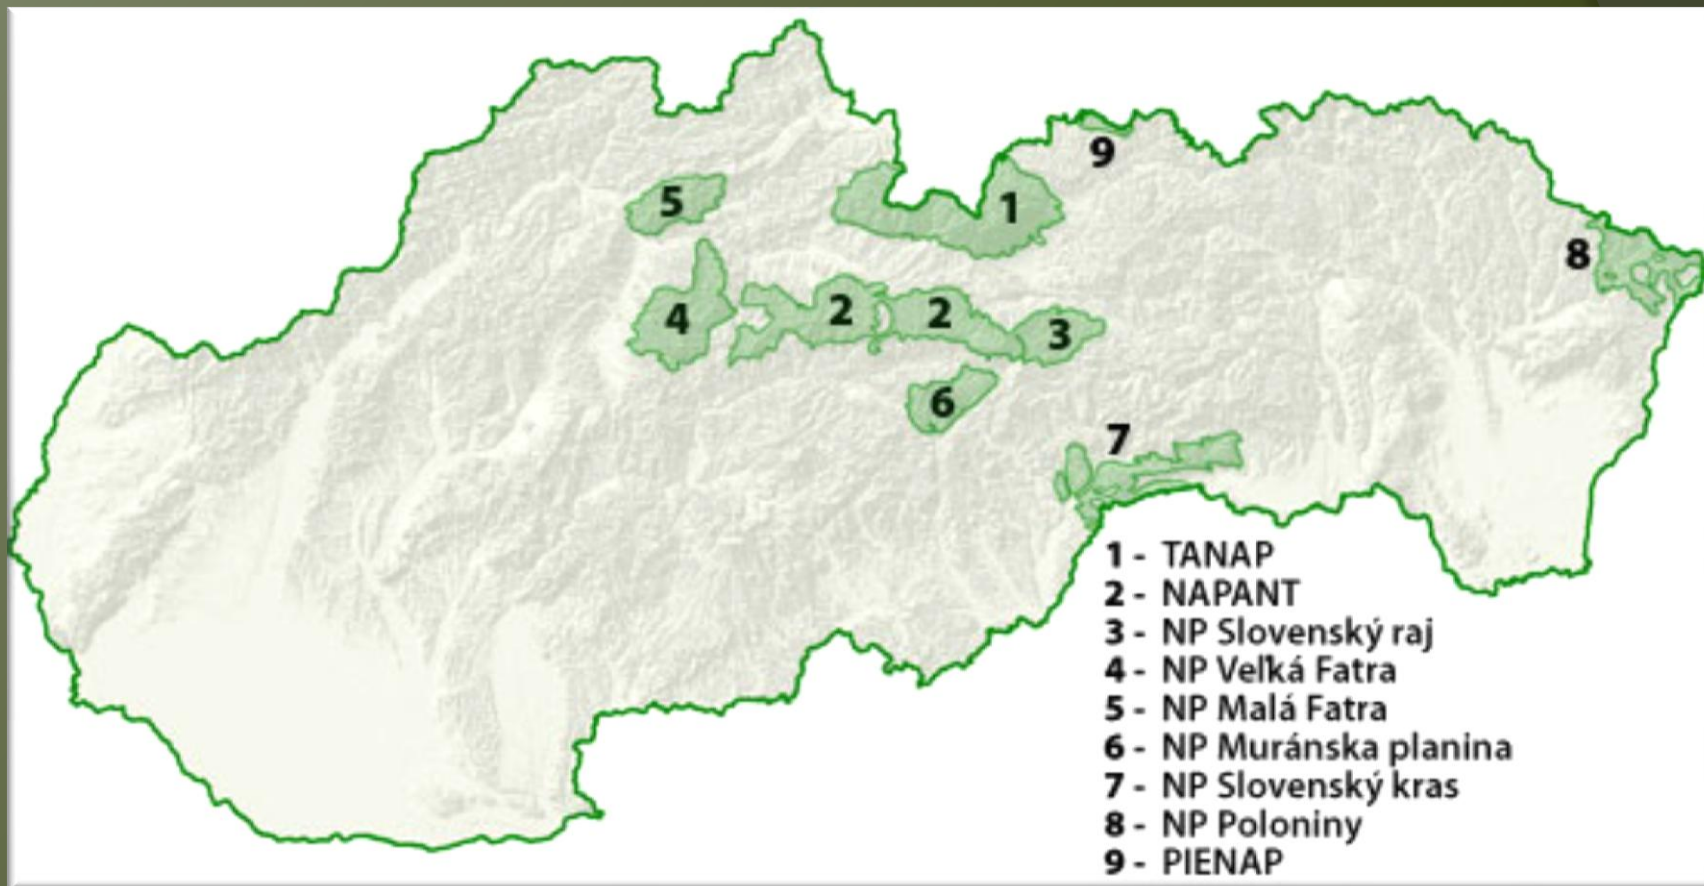 9
5
1
8
4
2
2
3
6
7
1 - TANAP
2 - NAPANT
3 - NP Slovenský raj
4 - NP Veľká Fatra
5 - NP Malá Fatra
6 - NP Muránska planina
7 - NP Slovenský kras
8 - NP Poloniny
9 - PIENAP